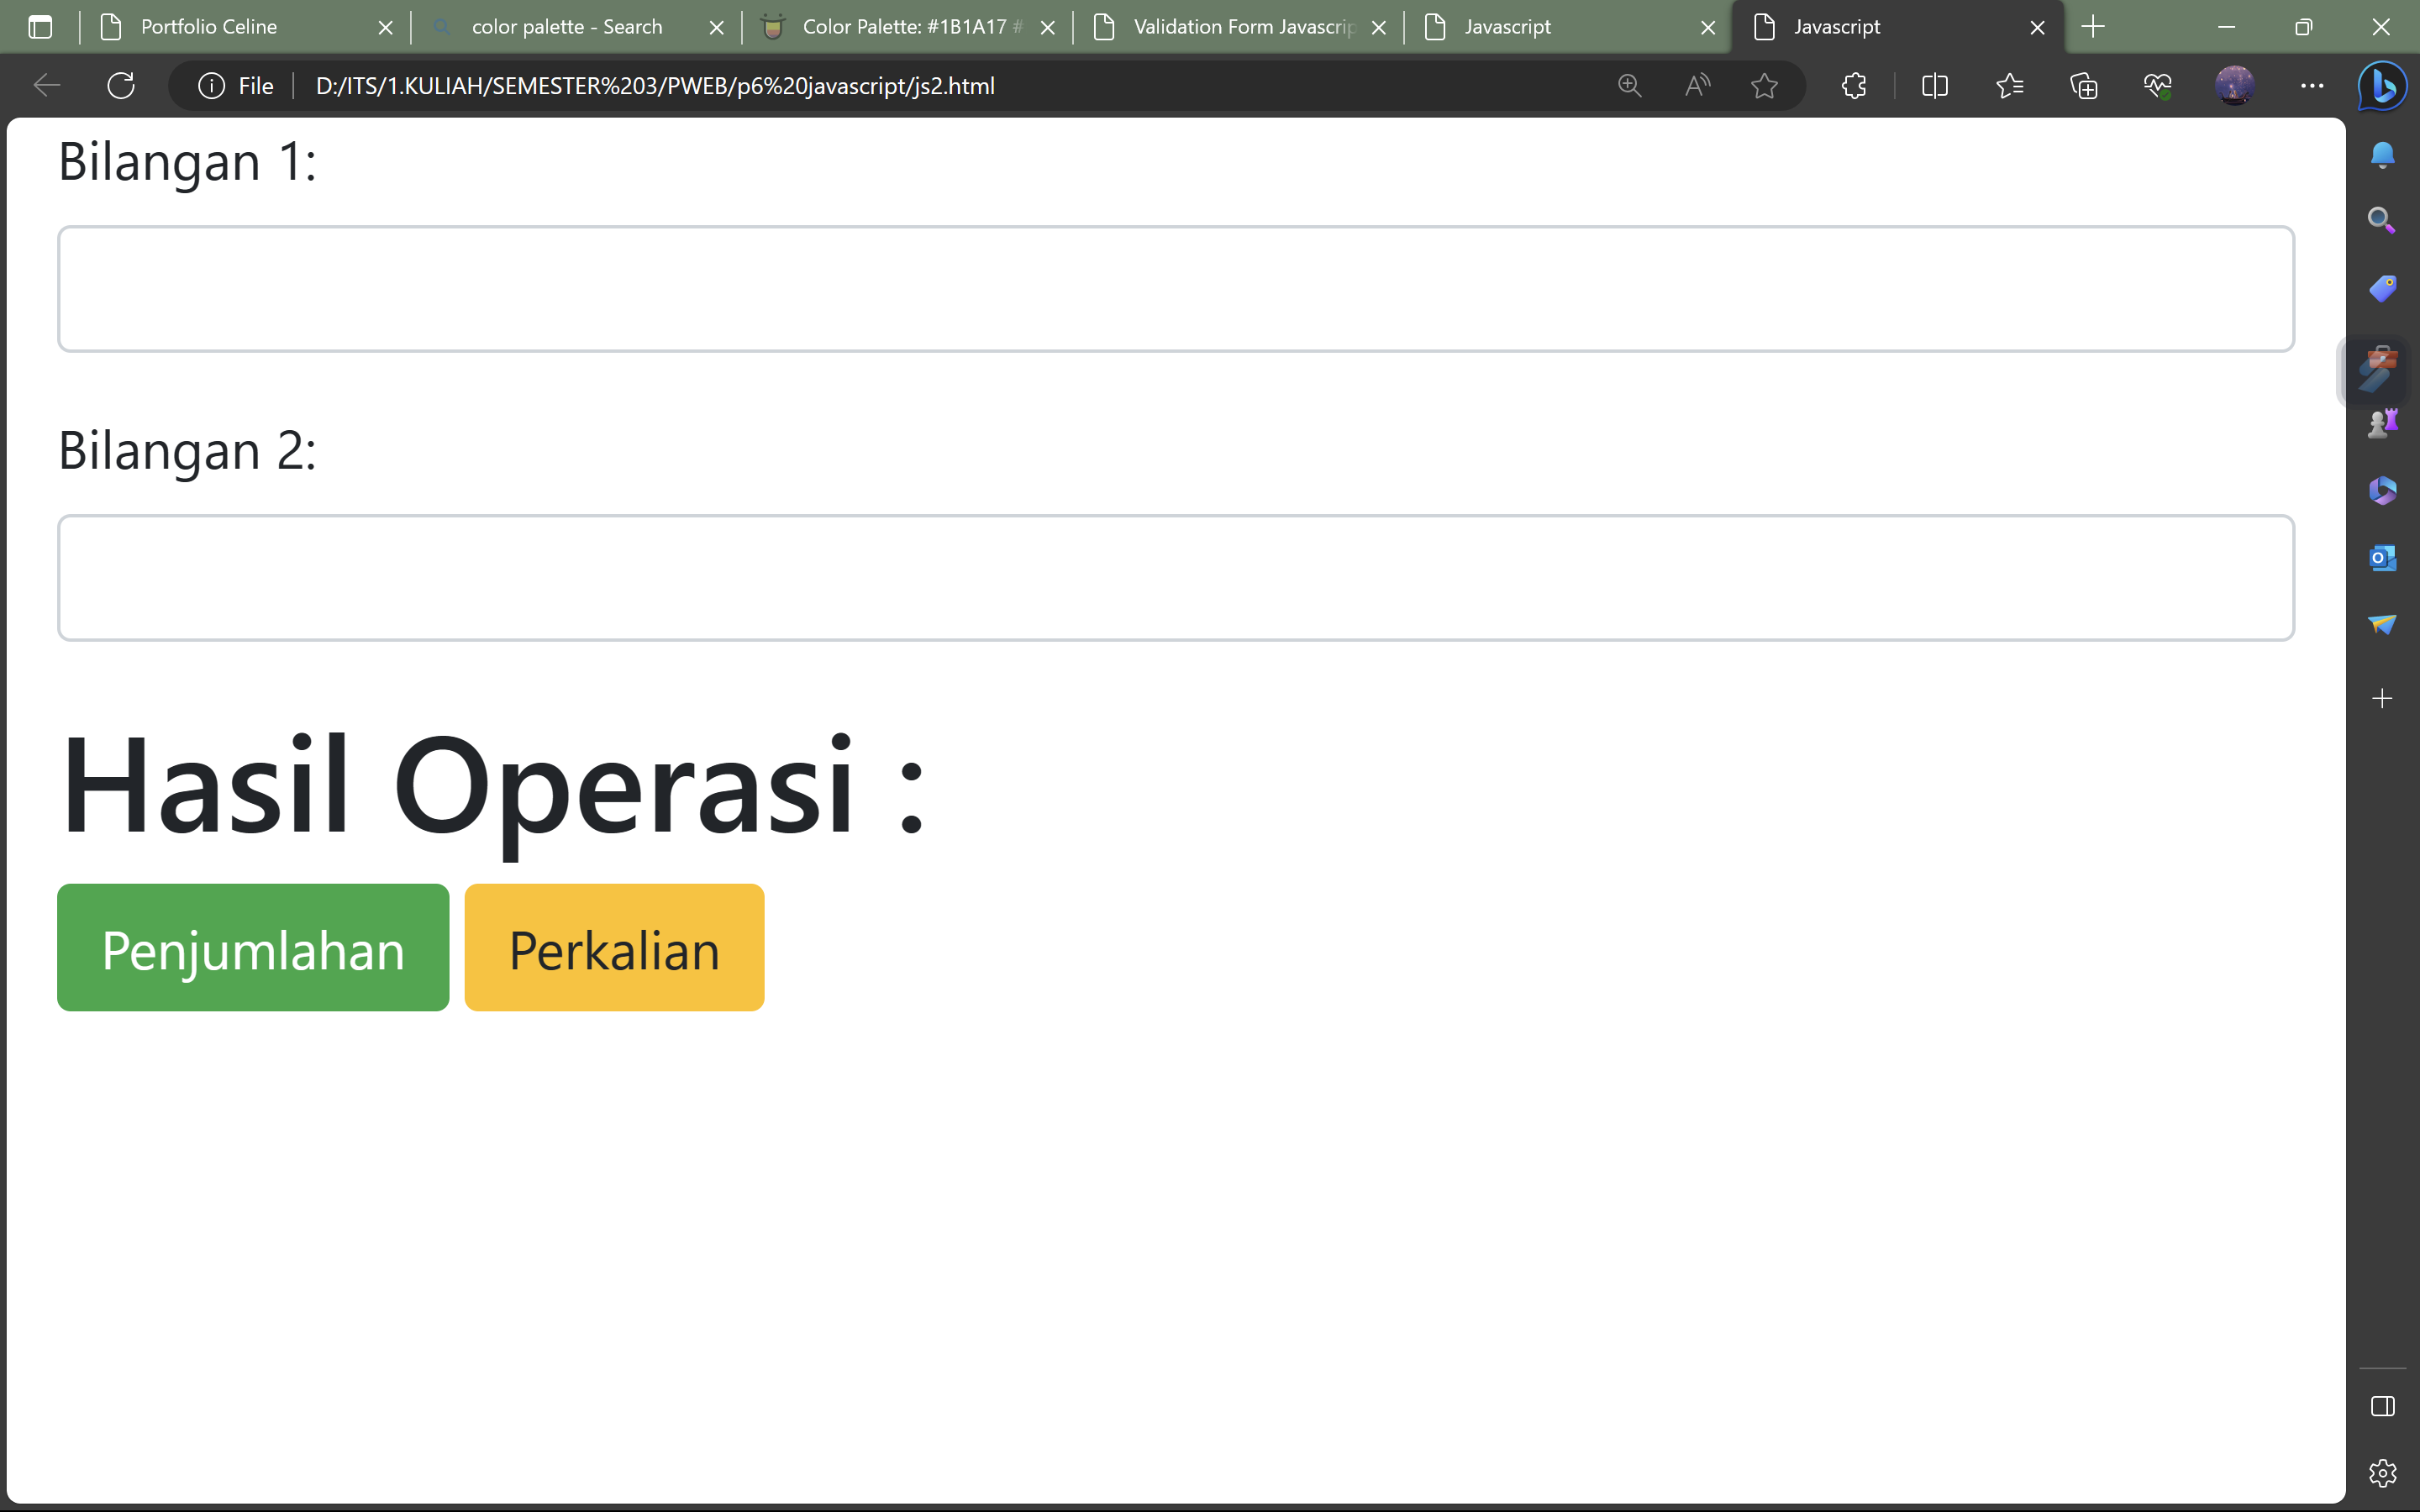 Portfolio Celine
color palette - Search
Color Palette: #1B1A17 #
Validation Form Javascrip
Javascript
Javascript
File
D:/ITS/1.KULIAH/SEMESTER%203/PWEB/p6%20javascript/js2.html
Bilangan 1:
Bilangan 2:
Hasil Operasi :
Penjumlahan
Perkalian